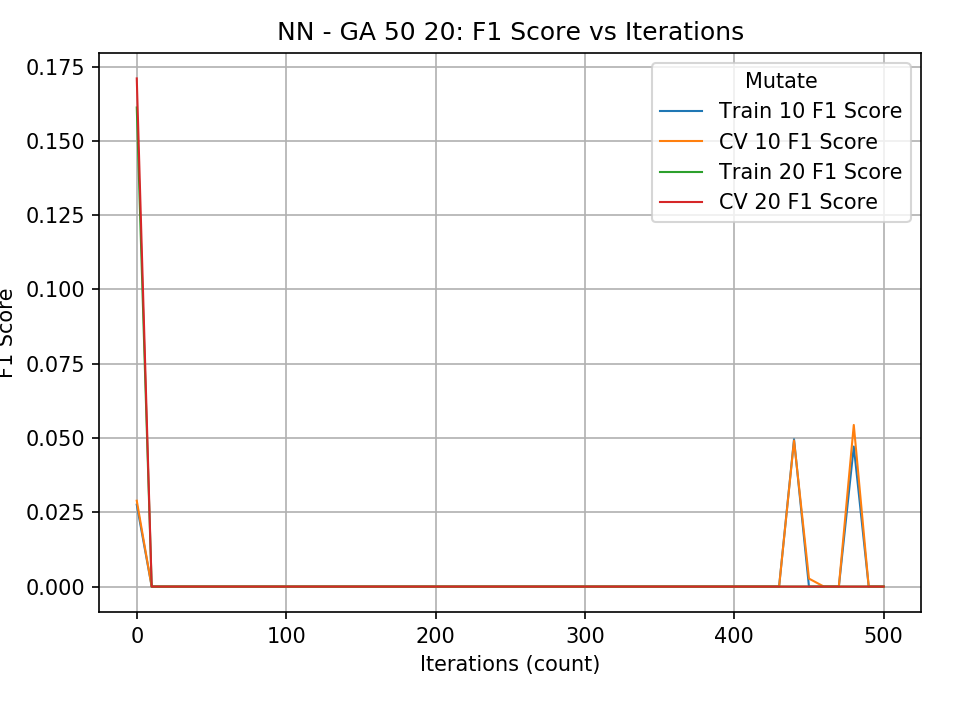 NN - GA 50 20: F1 Score vs Iterations
0.175
0.150
0.125
0.100
0.075
0.050
0.025
0.000
F1 Score
Mutate
Train 10 F1 Score
CV 10 F1 Score
Train 20 F1 Score
CV 20 F1 Score
0 100 200 300 400 500
Iterations (count)